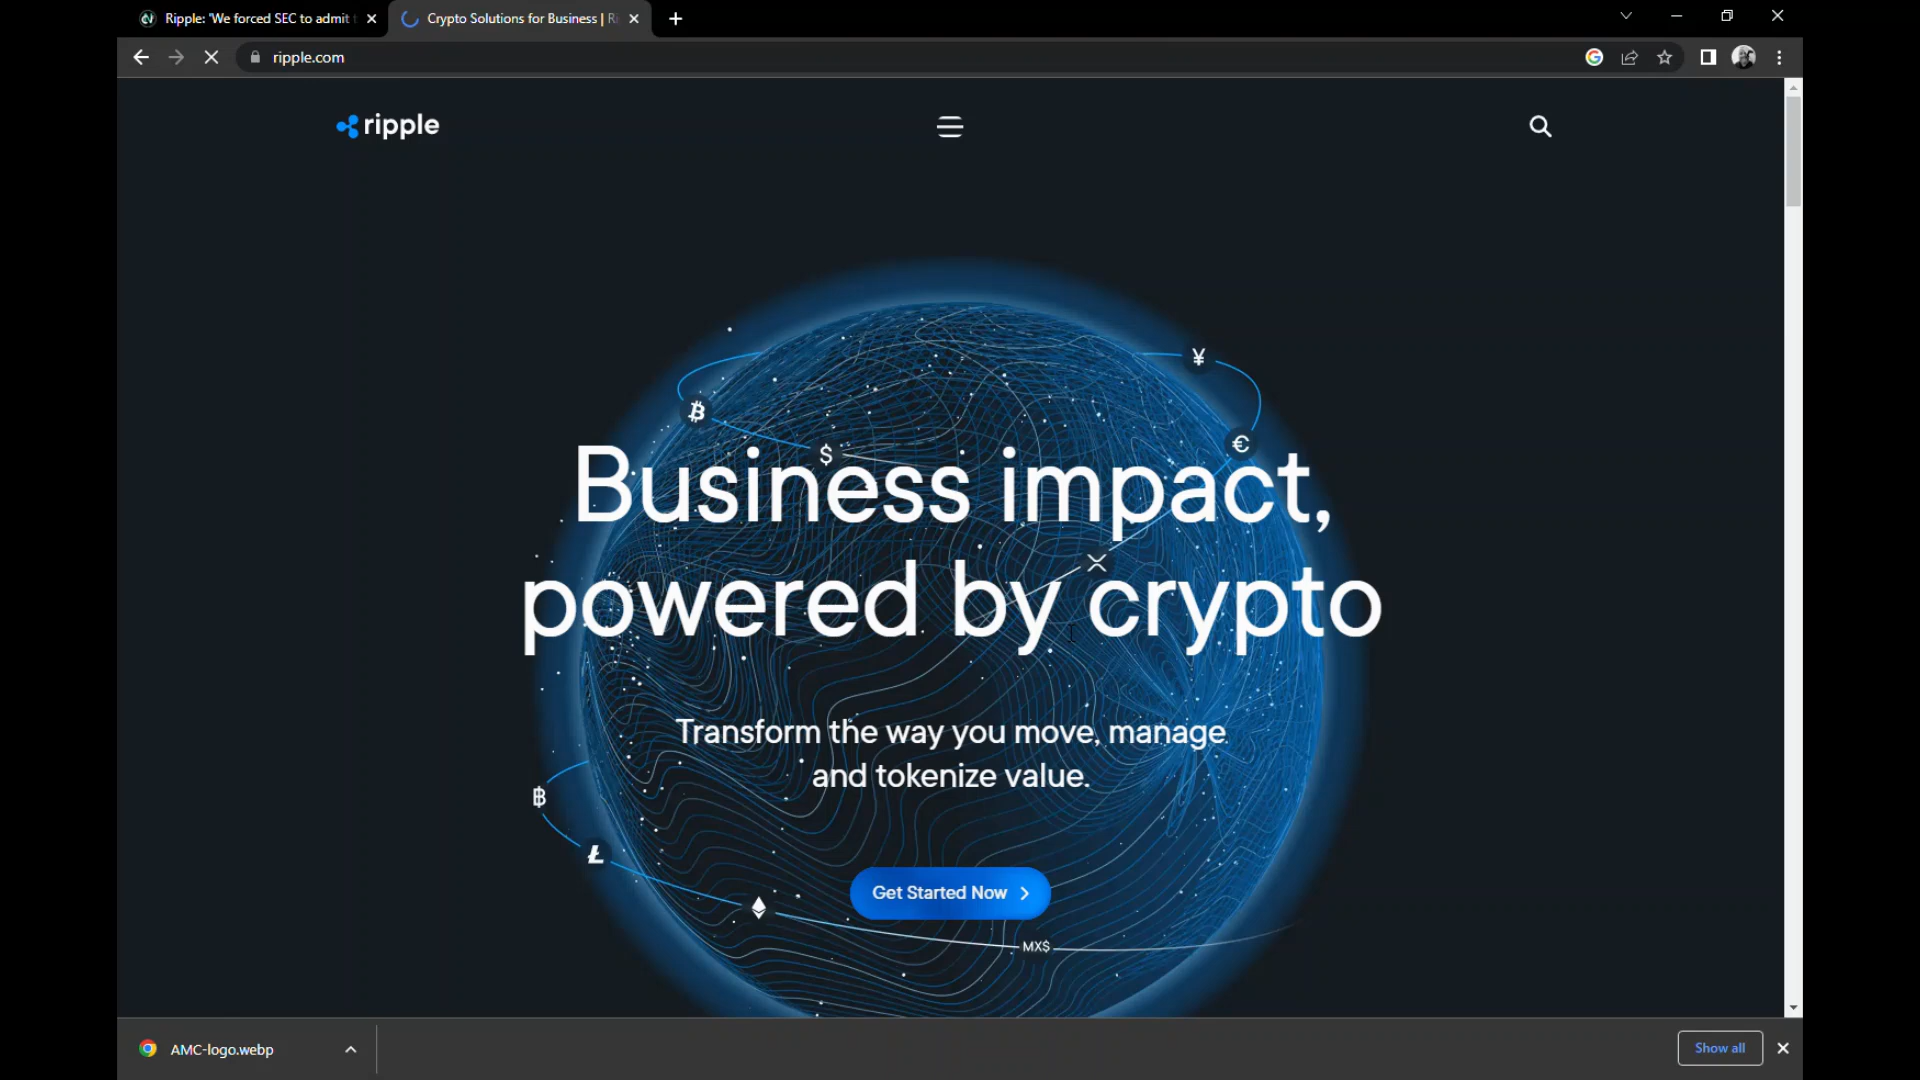 Ripple: 'We forced SEC to admit t
Crypto Solutions for Business | Ri
ripple.com
ripple
¥
₿
€
$
Business impact,
powered by crypto
Transform the way you move, manage
and tokenize value.
฿
Ł
Get Started Now
MX$
AMC-logo.webp
Show all